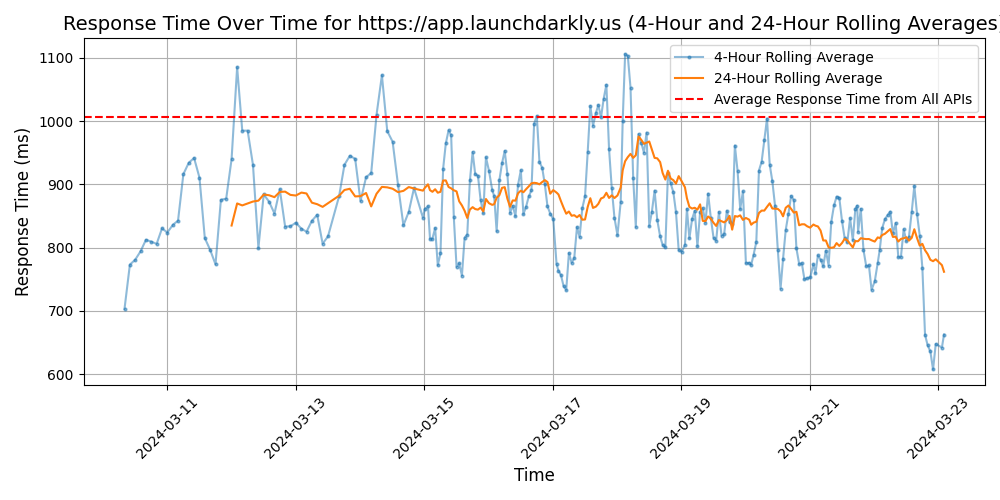 Response Time Over Time for https://app.launchdarkly.us (4-Hour and 24-Hour Rolling Averages)
4-Hour Rolling Average
24-Hour Rolling Average
Average Response Time from All APIs
Response Time (ms)
1100
1000
900
800
700
600
2024-03-11
2024-03-13
2024-03-15
2024-03-17
2024-03-19
2024-03-21
2024-03-23
Time